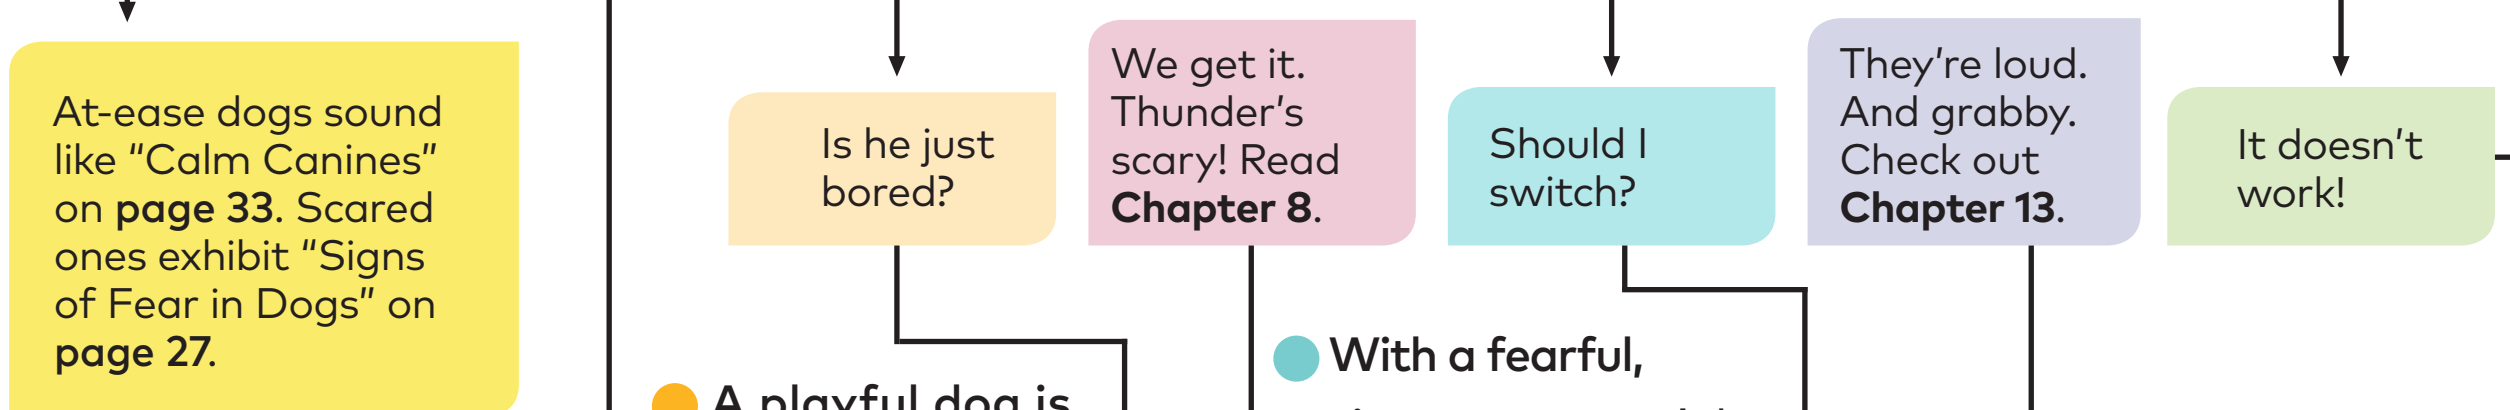 At-ease dogs sound
like “Calm Canines”
on page 33. Scared
ones exhibit “Signs
of Fear in Dogs” on
page 27.
Is he just
bored?
We get it.
Thunder’s
scary! Read
Chapter 8.
Should I
switch?
They’re loud.
And grabby.
Check out
Chapter 13.
It doesn’t
work!
A playful dog is
With a fearful,